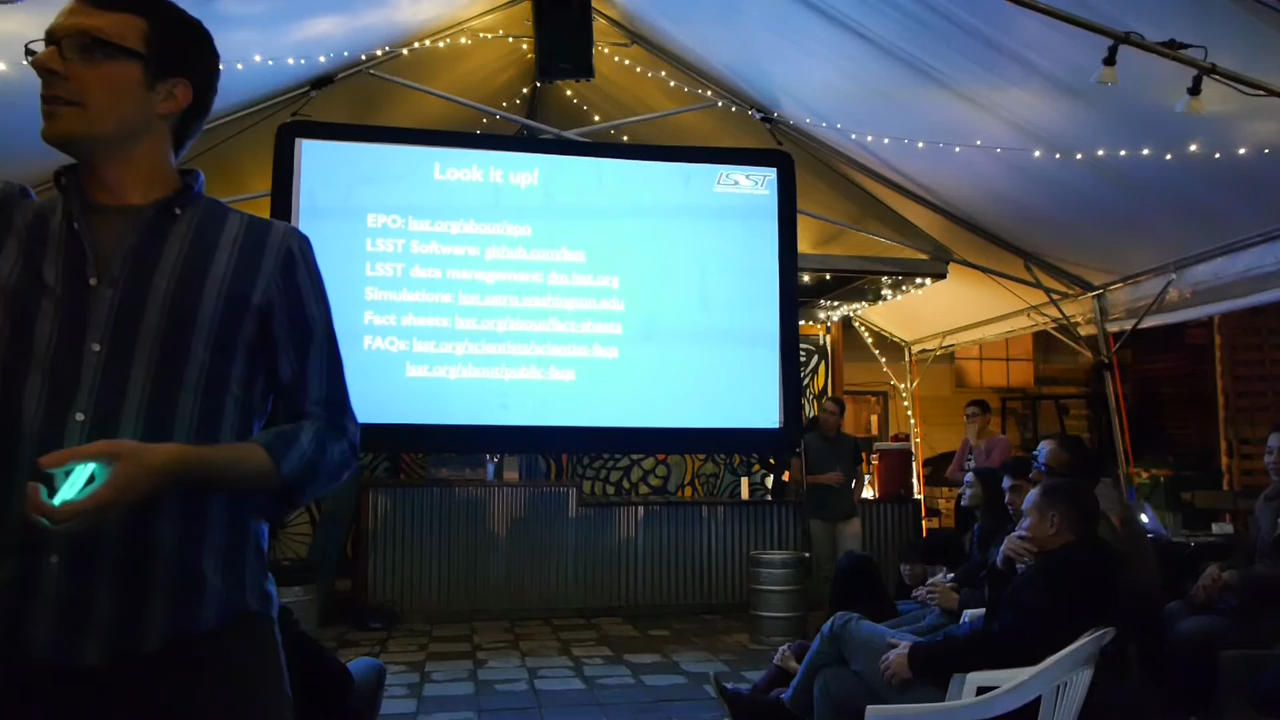 Look it up!
LSST
EPO: lsst.org/about/epo
LSST Software: github.com/lsst
LSST data management: dm.lsst.org
Simulations: lsst.astro.washington.edu
Fact sheets: lsst.org/about/fact-sheets
FAQs: lsst.org/scientists/scientist-faqs
lsst.org/about/public-faqs